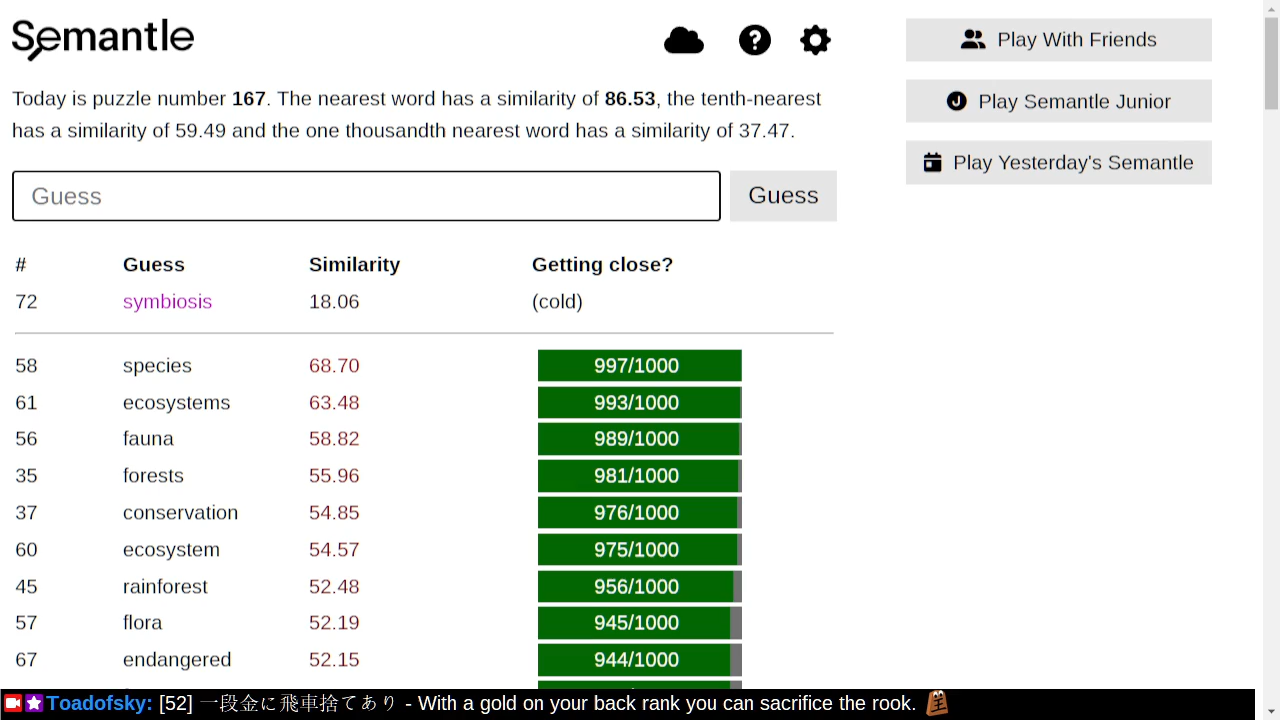 Semantle
Play With Friends
Today is puzzle number 167. The nearest word has a similarity of 86.53, the tenth-nearest
has a similarity of 59.49 and the one thousandth nearest word has a similarity of 37.47.
Play Semantle Junior
Play Yesterday's Semantle
Guess Guess
# Guess Similarity Getting close?
72 symbiosis 18.06 (cold)
58 species 68.70 997/1000
61 ecosystems 63.48 993/1000
56 fauna 58.82 989/1000
35 forests 55.96 981/1000
37 conservation 54.85 976/1000
60 ecosystem 54.57 975/1000
45 rainforest 52.48 956/1000
57 flora 52.19 945/1000
67 endangered 52.15 944/1000
Toadofsky: [52] 一段金に飛車捨てあり - With a gold on your back rank you can sacrifice the rook.